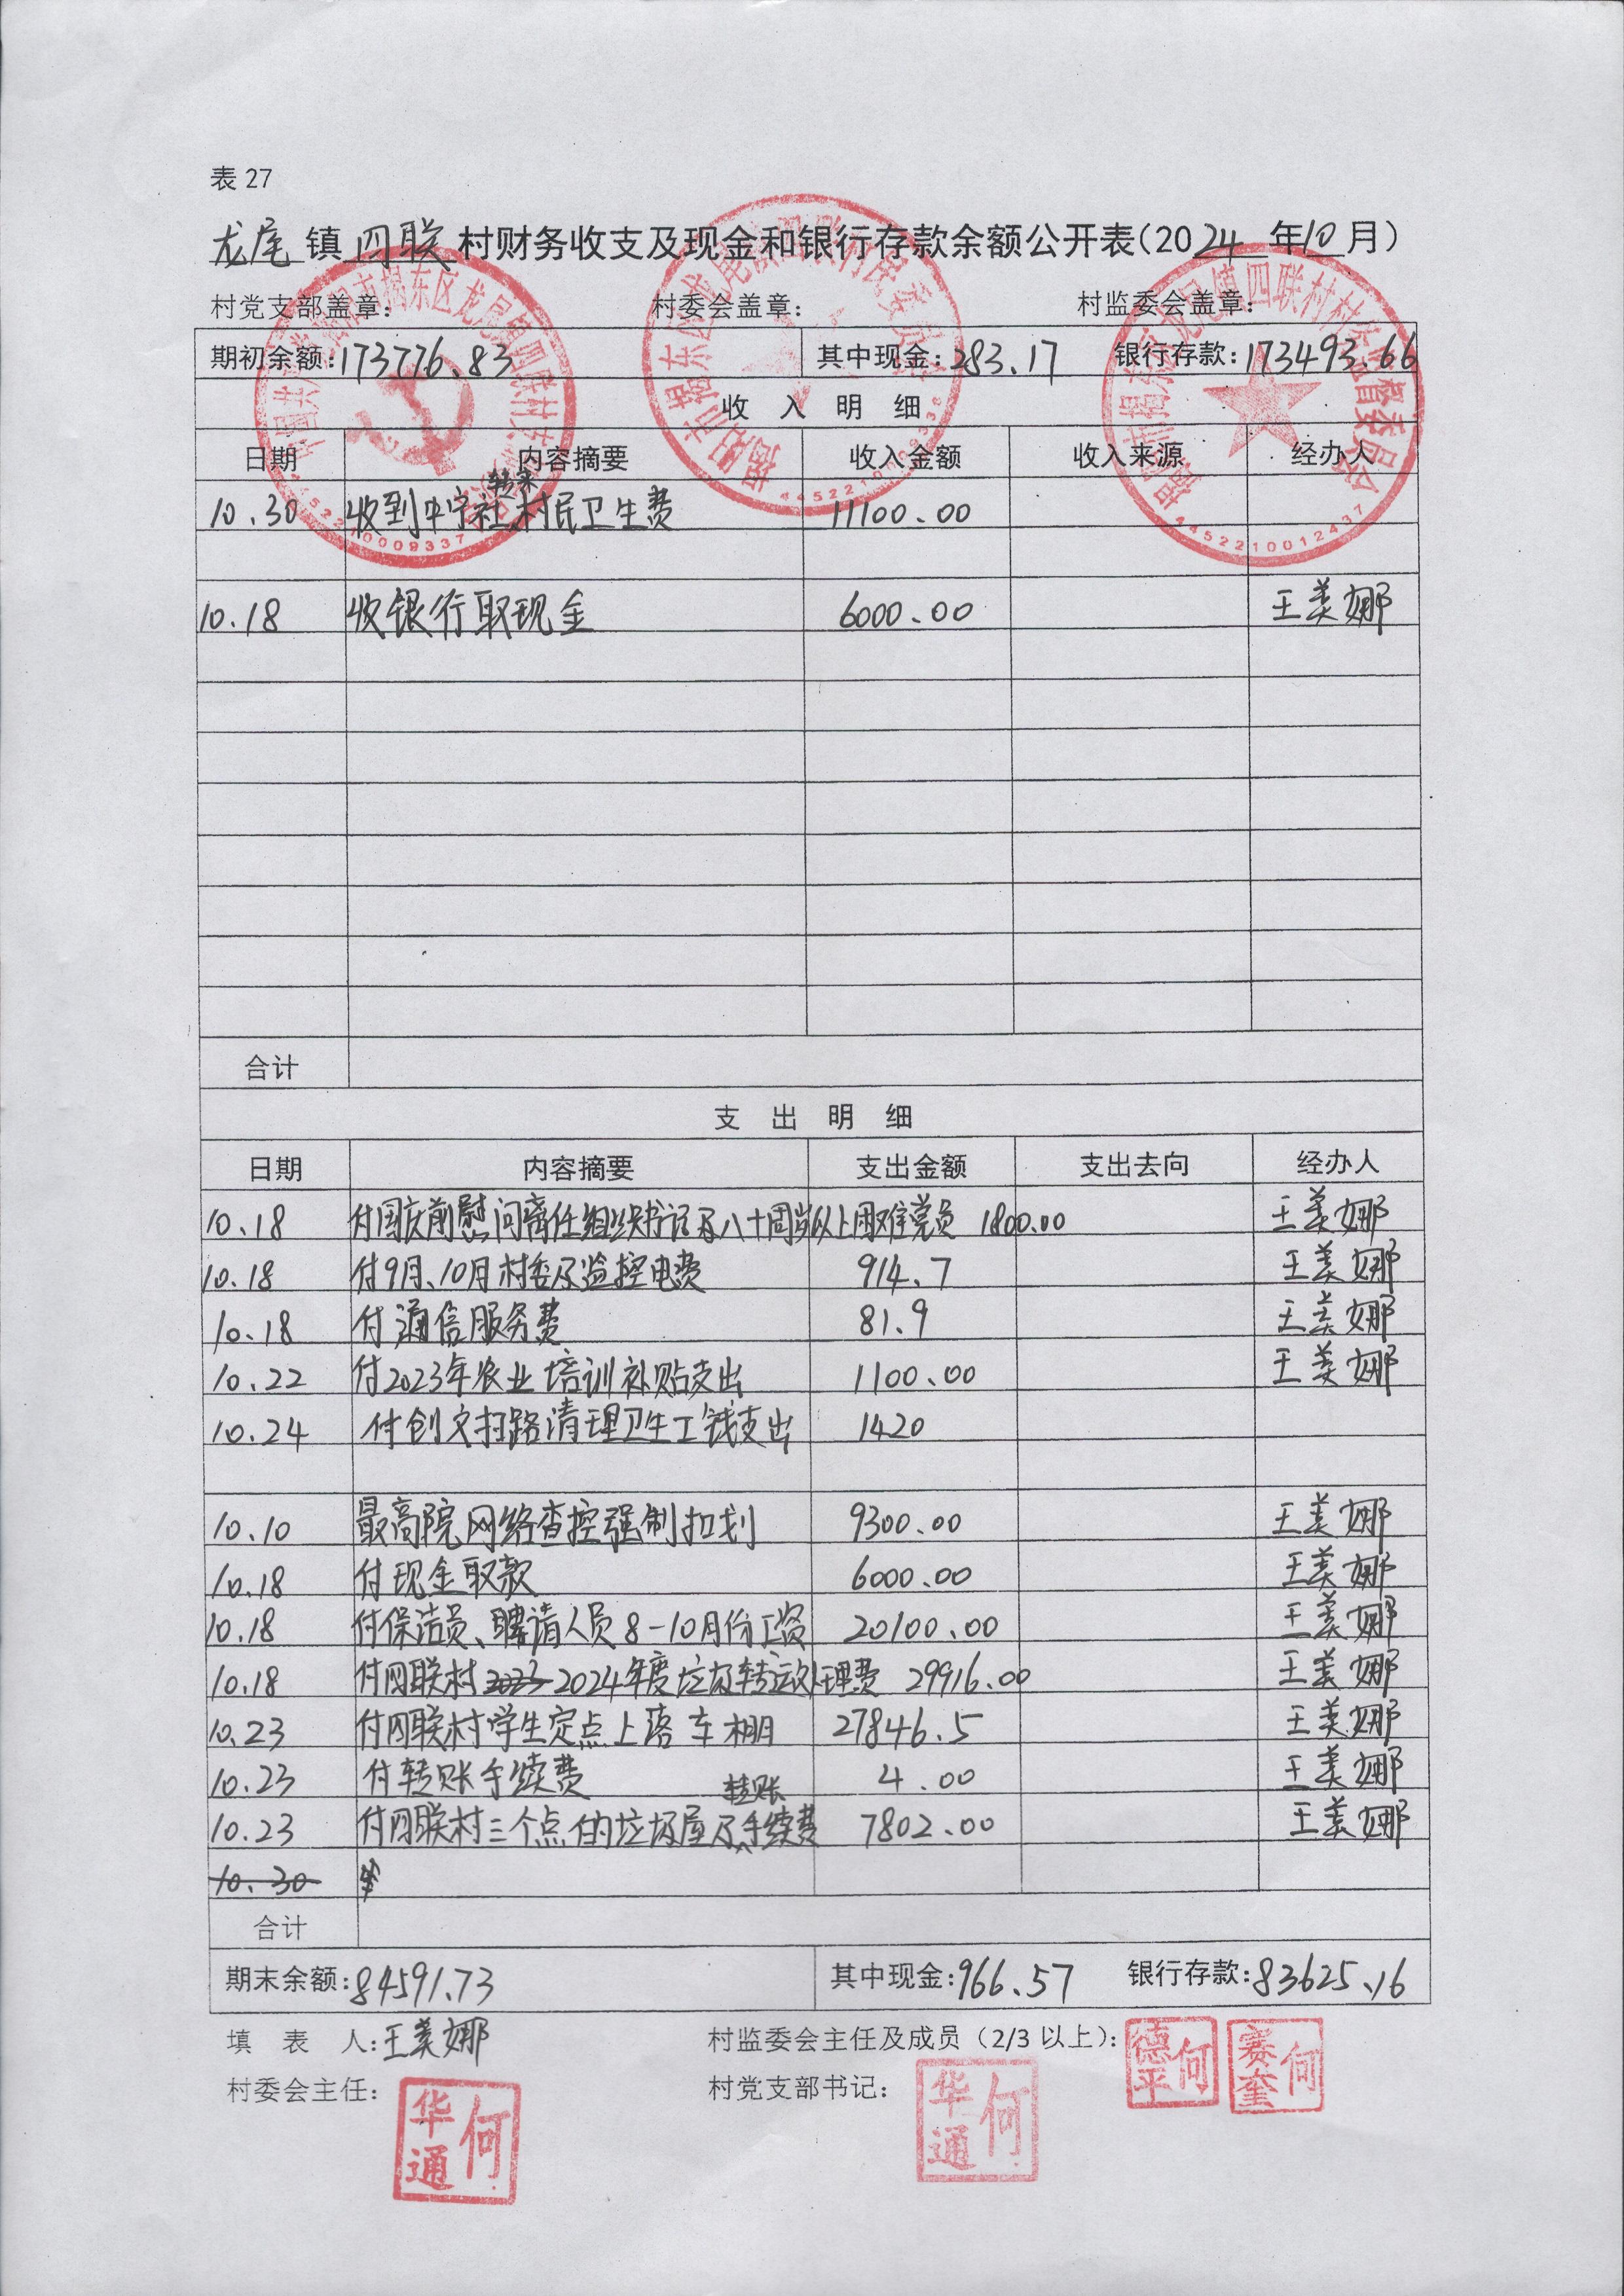 表 27
龙尾 镇 四联 村财务收支及现金和银行存款余额公开表(2024 年10月)
村党支部盖章: 村委会盖章: 村监委会盖章:
期初余额:173776.83 其中现金:283.17 银行存款:173493.66
收 入 明 细
日期 内容摘要 收入金额 收入来源 经办人
10.30 收到中宁社转来村民卫生费 11100.00
10.18 收银行取现金 6000.00 王美娜
合计
支 出 明 细
日期 内容摘要 支出金额 支出去向 经办人
10.18 付国庆前慰问离任组织书记及八十周岁以上困难党员 1800.00 王美娜
10.18 付9月、10月村委及监控电费 914.7 王美娜
10.18 付通信服务费 81.9 王美娜
10.22 付2023年农业培训补贴支出 1100.00 王美娜
10.24 付创文扫路清理卫生工钱支出 1420
10.10 最高院网络查控强制扣划 9300.00 王美娜
10.18 付现金取款 6000.00 王美娜
10.18 付保洁员、聘请人员8-10月份工资 20100.00 王美娜
10.18 付四联村2023 2024年度垃圾转运处理费 29916.00 王美娜
10.23 付四联村学生定点上落车棚 27846.5 王美娜
10.23 付转账手续费 4.00 王美娜
10.23 付四联村三个点的垃圾屋及转账手续费 7802.00 王美娜
10.30
合计
期末余额:84591.73 其中现金:966.57 银行存款:83625.16
填 表 人:王美娜 村监委会主任及成员(2/3 以上): 何德平 何赛奎
村委会主任: 何华通 村党支部书记: 何华通
4452210009337
4452210012437